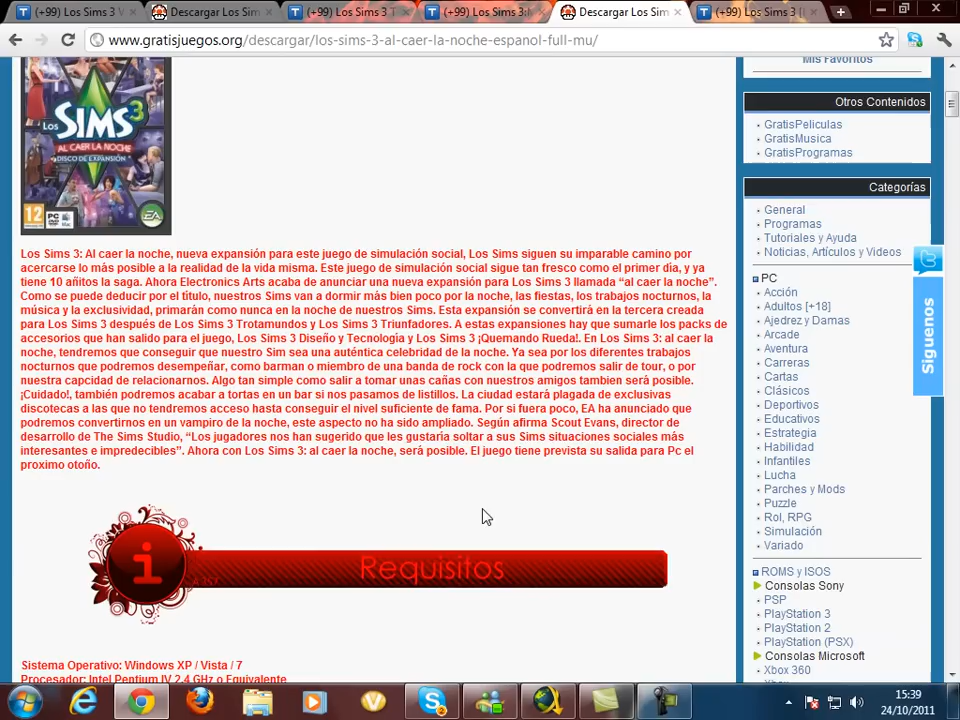 (+99) Los Sims 3 V
Descargar Los Sim
(+99) Los Sims 3 T
(+99) Los Sims 3:
Descargar Los Sim
(+99) Los Sims 3 [
www.gratisjuegos.org/descargar/los-sims-3-al-caer-la-noche-espanol-full-mu/
LOS SIMS 3
AL CAER LA NOCHE
DISCO DE EXPANSIÓN
12
PC
Mac
EA
Los Sims 3: Al caer la noche, nueva expansión para este juego de simulación social, Los Sims siguen su imparable camino por
acercarse lo más posible a la realidad de la vida misma. Este juego de simulación social sigue tan fresco como el primer día, y ya
tiene 10 añitos la saga. Ahora Electronics Arts acaba de anunciar una nueva expansión para Los Sims 3 llamada “al caer la noche”.
Como se puede deducir por el título, nuestros Sims van a dormir más bien poco por la noche, las fiestas, los trabajos nocturnos, la
música y la exclusividad, primarán como nunca en la noche de nuestros Sims. Esta expansión se convertirá en la tercera creada
para Los Sims 3 después de Los Sims 3 Trotamundos y Los Sims 3 Triunfadores. A estas expansiones hay que sumarle los packs de
accesorios que han salido para el juego, Los Sims 3 Diseño y Tecnología y Los Sims 3 ¡Quemando Rueda!. En Los Sims 3: al caer la
noche, tendremos que conseguir que nuestro Sim sea una auténtica celebridad de la noche. Ya sea por los diferentes trabajos
nocturnos que podremos desempeñar, como barman o miembro de una banda de rock con la que podremos salir de tour, o por
nuestra capcidad de relacionarnos. Algo tan simple como salir a tomar unas cañas con nuestros amigos tambien será posible.
¡Cuidado!, también podremos acabar a tortas en un bar si nos pasamos de listillos. La ciudad estará plagada de exclusivas
discotecas a las que no tendremos acceso hasta conseguir el nivel suficiente de fama. Por si fuera poco, EA ha anunciado que
podremos convertirnos en un vampiro de la noche, este aspecto no ha sido ampliado. Según afirma Scout Evans, director de
desarrollo de The Sims Studio, “Los jugadores nos han sugerido que les gustaría soltar a sus Sims situaciones sociales más
interesantes e impredecibles”. Ahora con Los Sims 3: al caer la noche, será posible. El juego tiene prevista su salida para Pc el
proximo otoño.
i
Requisitos
Sistema Operativo: Windows XP / Vista / 7
Procesador: Intel Pentium IV 2.4 GHz o Equivalente
Mis Favoritos
Otros Contenidos
GratisPeliculas
GratisMusica
GratisProgramas
Categorías
General
Programas
Tutoriales y Ayuda
Noticias, Artículos y Videos
PC
Acción
Adultos [+18]
Ajedrez y Damas
Arcade
Aventura
Carreras
Cartas
Clásicos
Deportivos
Educativos
Estrategia
Habilidad
Infantiles
Lucha
Parches y Mods
Puzzle
Rol, RPG
Simulación
Variado
ROMS y ISOS
Consolas Sony
PSP
PlayStation 3
PlayStation 2
PlayStation (PSX)
Consolas Microsoft
Xbox 360
Siguenos
15:39
24/10/2011